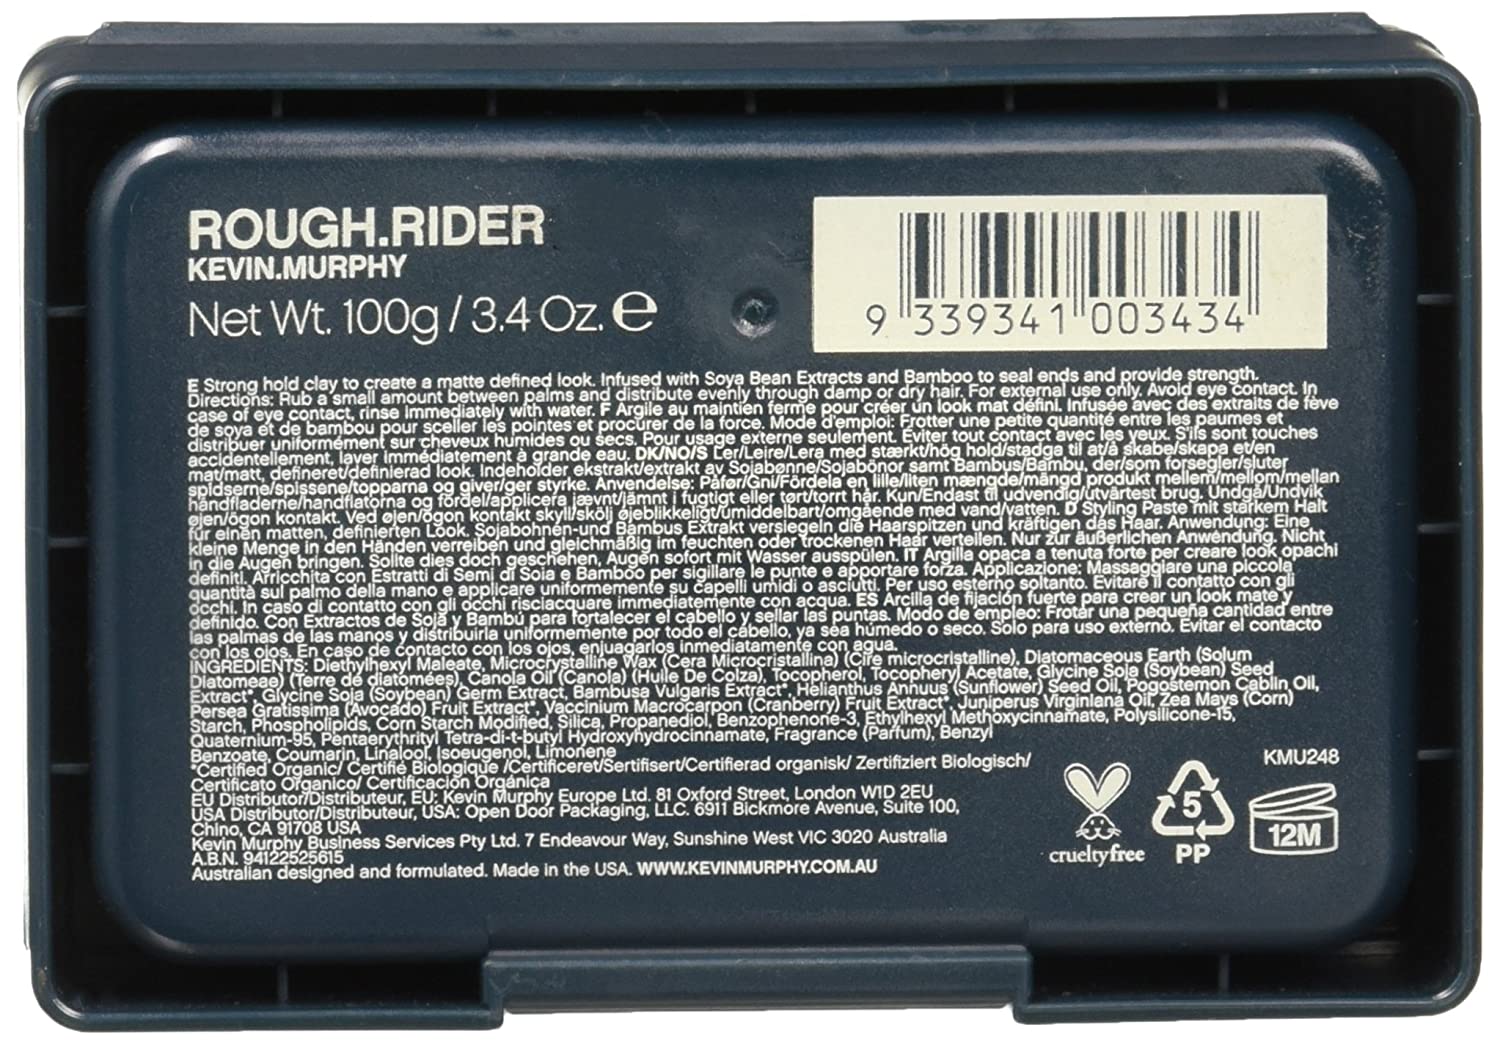 ROUGH.RIDER
KEVIN.MURPHY
Net Wt. 100g / 3.4 Oz. e
9 339341 003434
E Strong hold clay to create a matte defined look. Infused with Soya Bean Extracts and Bamboo to seal ends and provide strength.
Directions: Rub a small amount between palms and distribute evenly through damp or dry hair. For external use only. Avoid eye contact. In
case of eye contact, rinse immediately with water. F Argile au maintien ferme pour créer un look mat défini. Infusée avec des extraits de fève
de soya et de bambou pour sceller les pointes et procurer de la force. Mode d'emploi: Frotter une petite quantité entre les paumes et
distribuer uniformément sur cheveux humides ou secs. Pour usage externe seulement. Éviter tout contact avec les yeux. S'ils sont touches
accidentellement, laver immédiatement à grande eau. DK/NO/S Ler/Leire/Lera med stærkt/høg hold/stadga til at/å skabe/skapa et/en
mat/matt, defineret/definierad look. Indeholder ekstrakt/extrakt av Sojabønne/Sojabönor samt Bambus/Bambu, der/som forsegler/sluter
spidserne/spissene/topparna og giver/ger styrke. Anvendelse: Påfør/Gni/Fördela en lille/liten mængde/mängd produkt mellem/mellom/mellan
håndfladerne/handflatorna og fordel/applicera jævnt/jämnt i fugtigt eller tørt/torrt hår. Kun/Endast til udvendig/utvärtest brug. Undgå/Undvik
øjen/ögon kontakt. Ved øjen/ögon kontakt skyll/skölj øjeblikkeligt/umiddelbart/omgående med vand/vatten. D Styling Paste mit starkem Halt
für einen matten, definierten Look. Sojabohnen-und Bambus Extrakt versiegeln die Haarspitzen und kräftigen das Haar. Anwendung: Eine
kleine Menge in den Händen verreiben und gleichmäßig im feuchten oder trockenen Haar verteilen. Nur zur äußerlichen Anwendung. Nicht
in die Augen bringen. Sollte dies doch geschehen, Augen sofort mit Wasser ausspülen. IT Argilla opaca a tenuta forte per creare look opachi
definiti. Arricchita con Estratti di Semi di Soia e Bamboo per sigillare le punte e apportare forza. Applicazione: Massaggiare una piccola
quantità sul palmo della mano e applicare uniformemente su capelli umidi o asciutti. Per uso esterno soltanto. Evitare il contatto con gli
occhi. In caso di contatto con gli occhi risciacquare immediatamente con acqua. ES Arcilla de fijación fuerte para crear un look mate y
definido. Con Extractos de Soja y Bambú para fortalecer el cabello y sellar las puntas. Modo de empleo: Frotar una pequeña cantidad entre
las palmas de las manos y distribuirla uniformemente por todo el cabello, ya sea húmedo o seco. Solo para uso externo. Evitar el contacto
con los ojos. En caso de contacto con los ojos, enjuagarlos inmediatamente con agua.
INGREDIENTS: Diethylhexyl Maleate, Microcrystalline Wax (Cera Microcristallina) (Cire microcristalline), Diatomaceous Earth (Solum
Diatomeae) (Terre de diatomées), Canola Oil (Canola) (Huile De Colza), Tocopherol, Tocopheryl Acetate, Glycine Soja (Soybean) Seed
Extract*, Glycine Soja (Soybean) Germ Extract, Bambusa Vulgaris Extract*, Helianthus Annuus (Sunflower) Seed Oil, Pogostemon Cablin Oil,
Persea Gratissima (Avocado) Fruit Extract*, Vaccinium Macrocarpon (Cranberry) Fruit Extract*, Juniperus Virginiana Oil, Zea Mays (Corn)
Starch, Phospholipids, Corn Starch Modified, Silica, Propanediol, Benzophenone-3, Ethylhexyl Methoxycinnamate, Polysilicone-15,
Quaternium-95, Pentaerythrityl Tetra-di-t-butyl Hydroxyhydrocinnamate, Fragrance (Parfum), Benzyl
Benzoate, Coumarin, Linalool, Isoeugenol, Limonene
*Certified Organic/ Certifié Biologique /Certificeret/Sertifisert/Certifierad organisk/ Zertifiziert Biologisch/
Certificato Organico/ Certificación Orgánica
EU Distributor/Distributeur, EU: Kevin Murphy Europe Ltd. 81 Oxford Street, London W1D 2EU
USA Distributor/Distributeur, USA: Open Door Packaging, LLC. 6911 Bickmore Avenue, Suite 100,
Chino, CA 91708 USA
Kevin Murphy Business Services Pty Ltd. 7 Endeavour Way, Sunshine West VIC 3020 Australia
A.B.N. 94122525615
Australian designed and formulated. Made in the USA. WWW.KEVINMURPHY.COM.AU
KMU248
crueltyfree
5
PP
12M